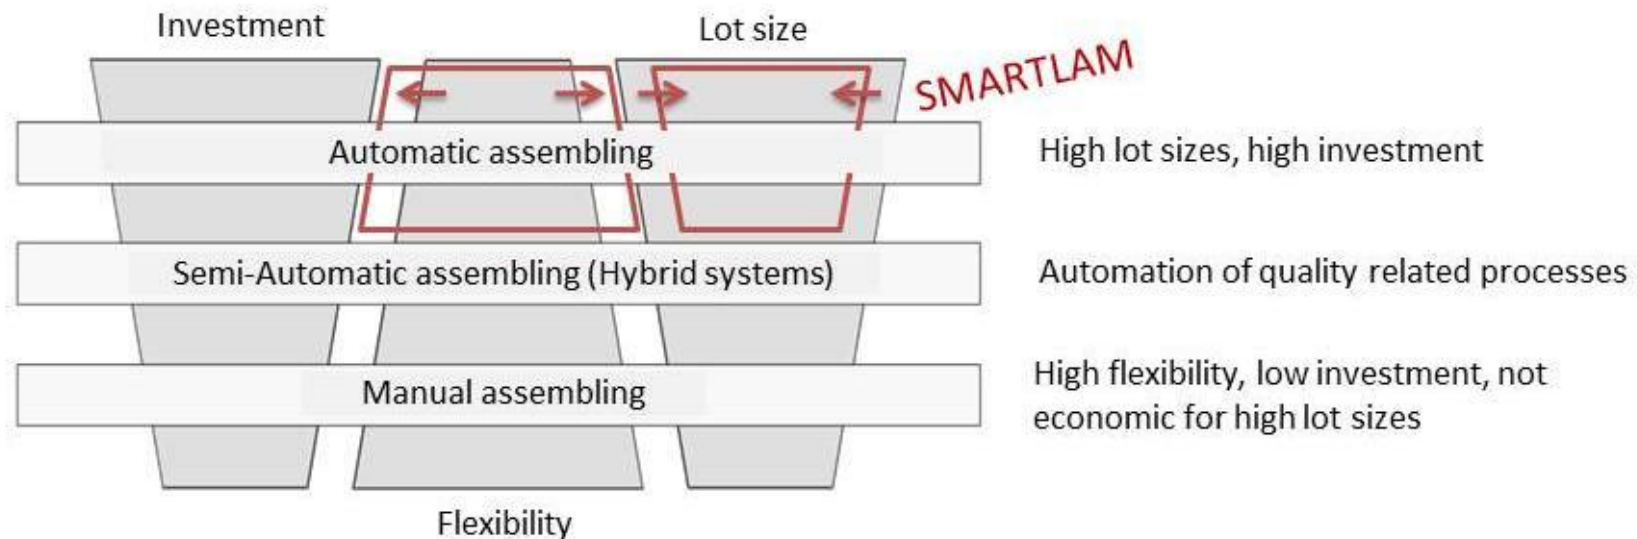 Investment
Lot size
SMARTLAM
Automatic assembling
High lot sizes, high investment
Semi-Automatic assembling (Hybrid systems)
Automation of quality related processes
Manual assembling
High flexibility, low investment, not
economic for high lot sizes
Flexibility